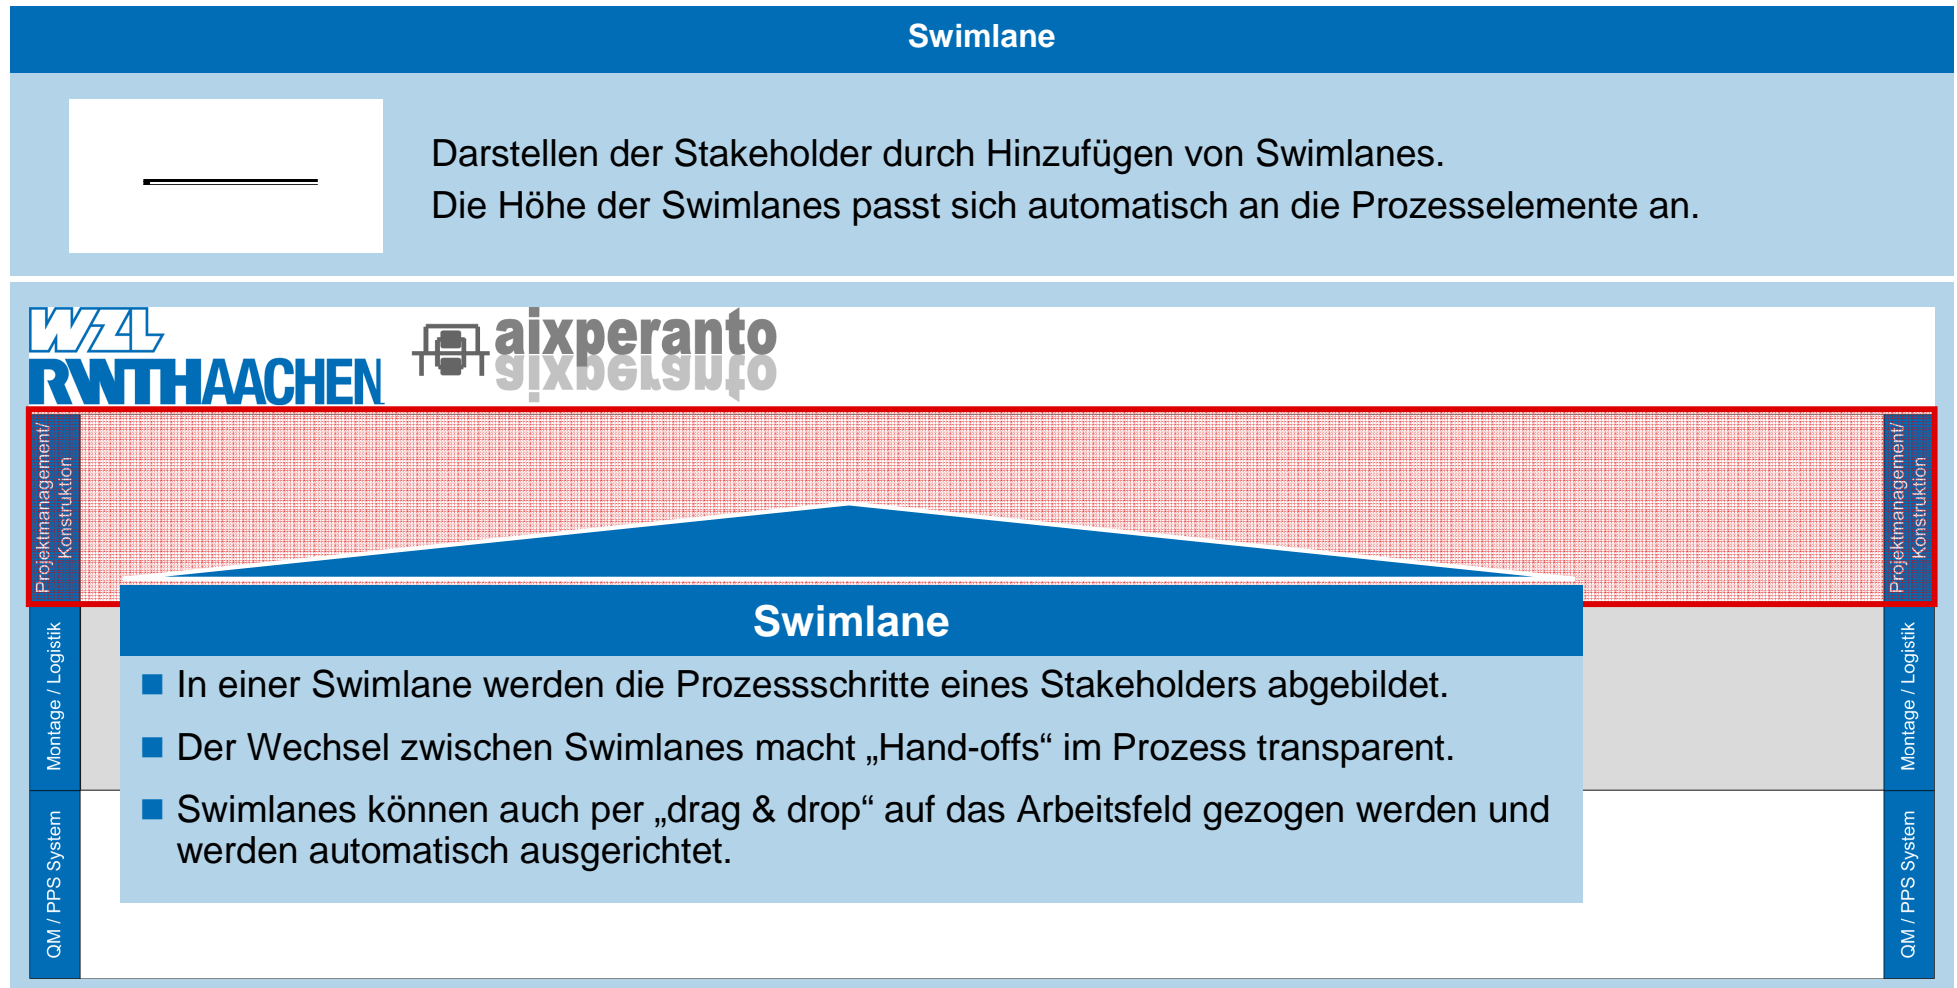 Swimlane
Darstellen der Stakeholder durch Hinzufügen von Swimlanes.
Die Höhe der Swimlanes passt sich automatisch an die Prozesselemente an.
WZL
RWTHAACHEN
aixperanto
Projektmanagement/
Konstruktion
Projektmanagement/
Konstruktion
Swimlane
In einer Swimlane werden die Prozessschritte eines Stakeholders abgebildet.
Der Wechsel zwischen Swimlanes macht „Hand-offs“ im Prozess transparent.
Swimlanes können auch per „drag & drop“ auf das Arbeitsfeld gezogen werden und
werden automatisch ausgerichtet.
Montage / Logistik
Montage / Logistik
QM / PPS System
QM / PPS System